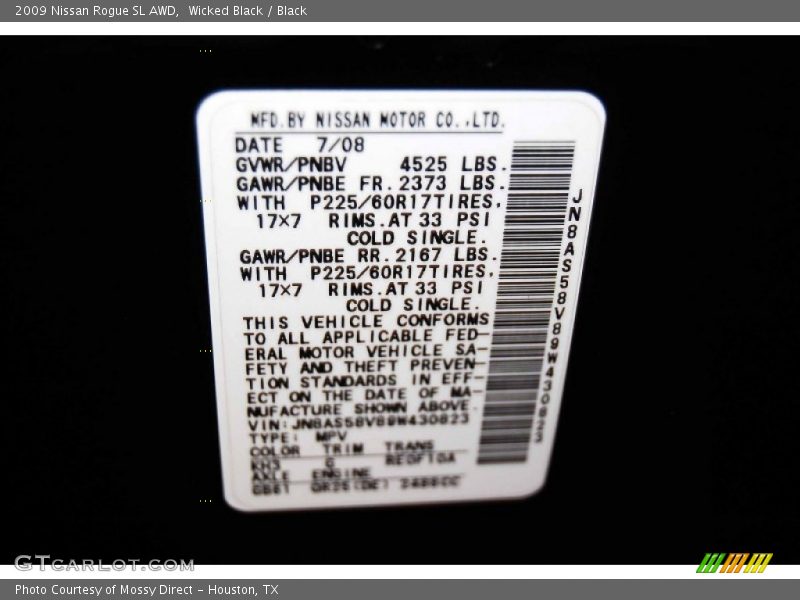 2009 Nissan Rogue SL AWD, Wicked Black / Black
MFD.BY NISSAN MOTOR CO.,LTD.
DATE 7/08
GVWR/PNBV 4525 LBS.
GAWR/PNBE FR. 2373 LBS.
WITH P225/60R17TIRES,
17×7 RIMS.AT 33 PSI
COLD SINGLE.
GAWR/PNBE RR. 2167 LBS.
WITH P225/60R17TIRES,
17×7 RIMS.AT 33 PSI
COLD SINGLE.
THIS VEHICLE CONFORMS
TO ALL APPLICABLE FED-
ERAL MOTOR VEHICLE SA-
FETY AND THEFT PREVEN-
TION STANDARDS IN EFF-
ECT ON THE DATE OF MA-
NUFACTURE SHOWN ABOVE.
VIN: JN8AS58V89W430823
TYPE: MPV
COLOR TRIM TRANS
KH3 G RE0F10A
AXLE ENGINE
QR25(DE) 2488CC
JN8AS58V89W430823
GTCARLOT.COM
Photo Courtesy of Mossy Direct - Houston, TX